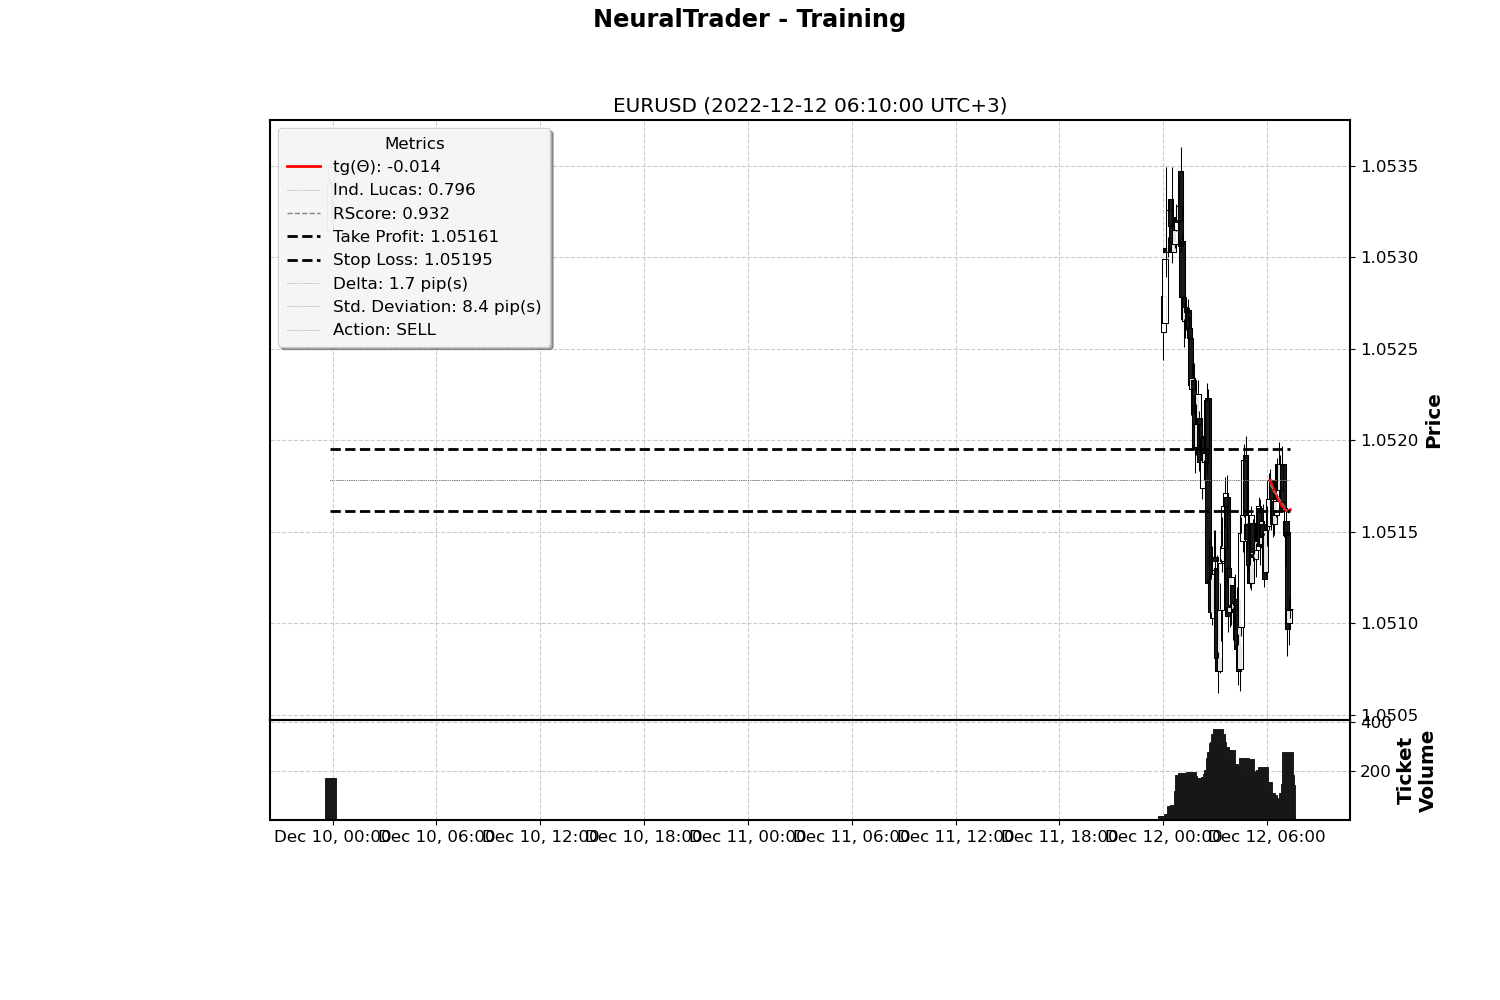 NeuralTrader - Training
EURUSD (2022-12-12 06:10:00 UTC+3)
Metrics
tg(Θ): -0.014
Ind. Lucas: 0.796
RScore: 0.932
Take Profit: 1.05161
Stop Loss: 1.05195
Delta: 1.7 pip(s)
Std. Deviation: 8.4 pip(s)
Action: SELL
1.0535
1.0530
1.0525
1.0520
1.0515
1.0510
1.0505
Price
400
200
Ticket
Volume
Dec 10, 00:00
Dec 10, 06:00
Dec 10, 12:00
Dec 10, 18:00
Dec 11, 00:00
Dec 11, 06:00
Dec 11, 12:00
Dec 11, 18:00
Dec 12, 00:00
Dec 12, 06:00